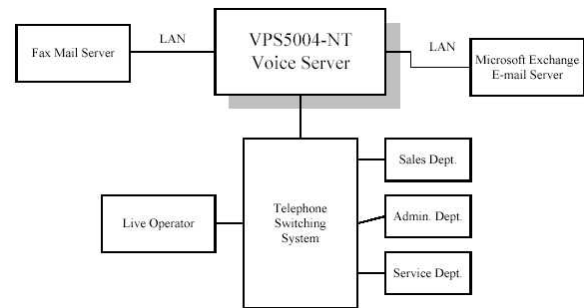 Fax Mail Server
LAN
VPS5004-NT
Voice Server
LAN
Microsoft Exchange
E-mail Server
Live Operator
Telephone
Switching
System
Sales Dept.
Admin. Dept.
Service Dept.